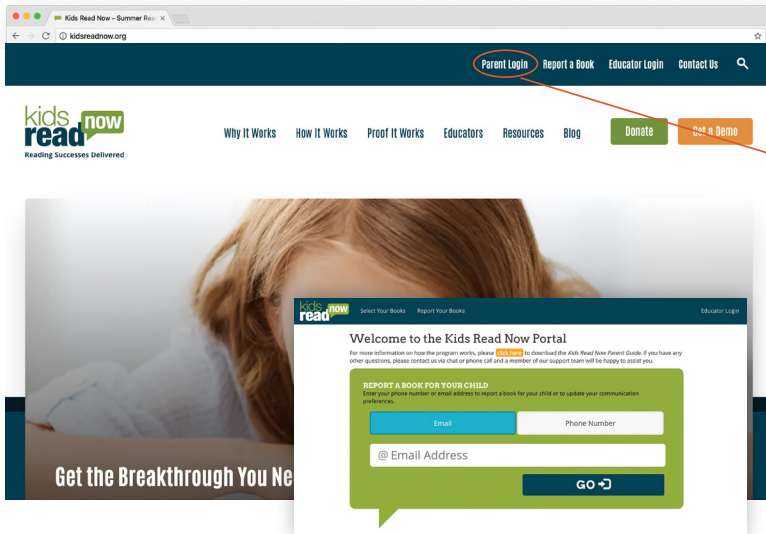 Kids Read Now - Summer Rea
kidsreadnow.org
Parent Login Report a Book Educator Login Contact Us
kids read now
Reading Successes Delivered
Why It Works How It Works Proof It Works Educators Resources Blog Donate Get a Demo
Get the Breakthrough You Ne
kids read now Select Your Books Report Your Books Educator Login
Welcome to the Kids Read Now Portal
For more information on how the program works, please click here to download the Kids Read Now Parent Guide. If you have any
other questions, please contact us via chat or phone call and a member of our support team will be happy to assist you.
REPORT A BOOK FOR YOUR CHILD
Enter your phone number or email address to report a book for your child or to update your communication
preferences.
Email Phone Number
@ Email Address
GO